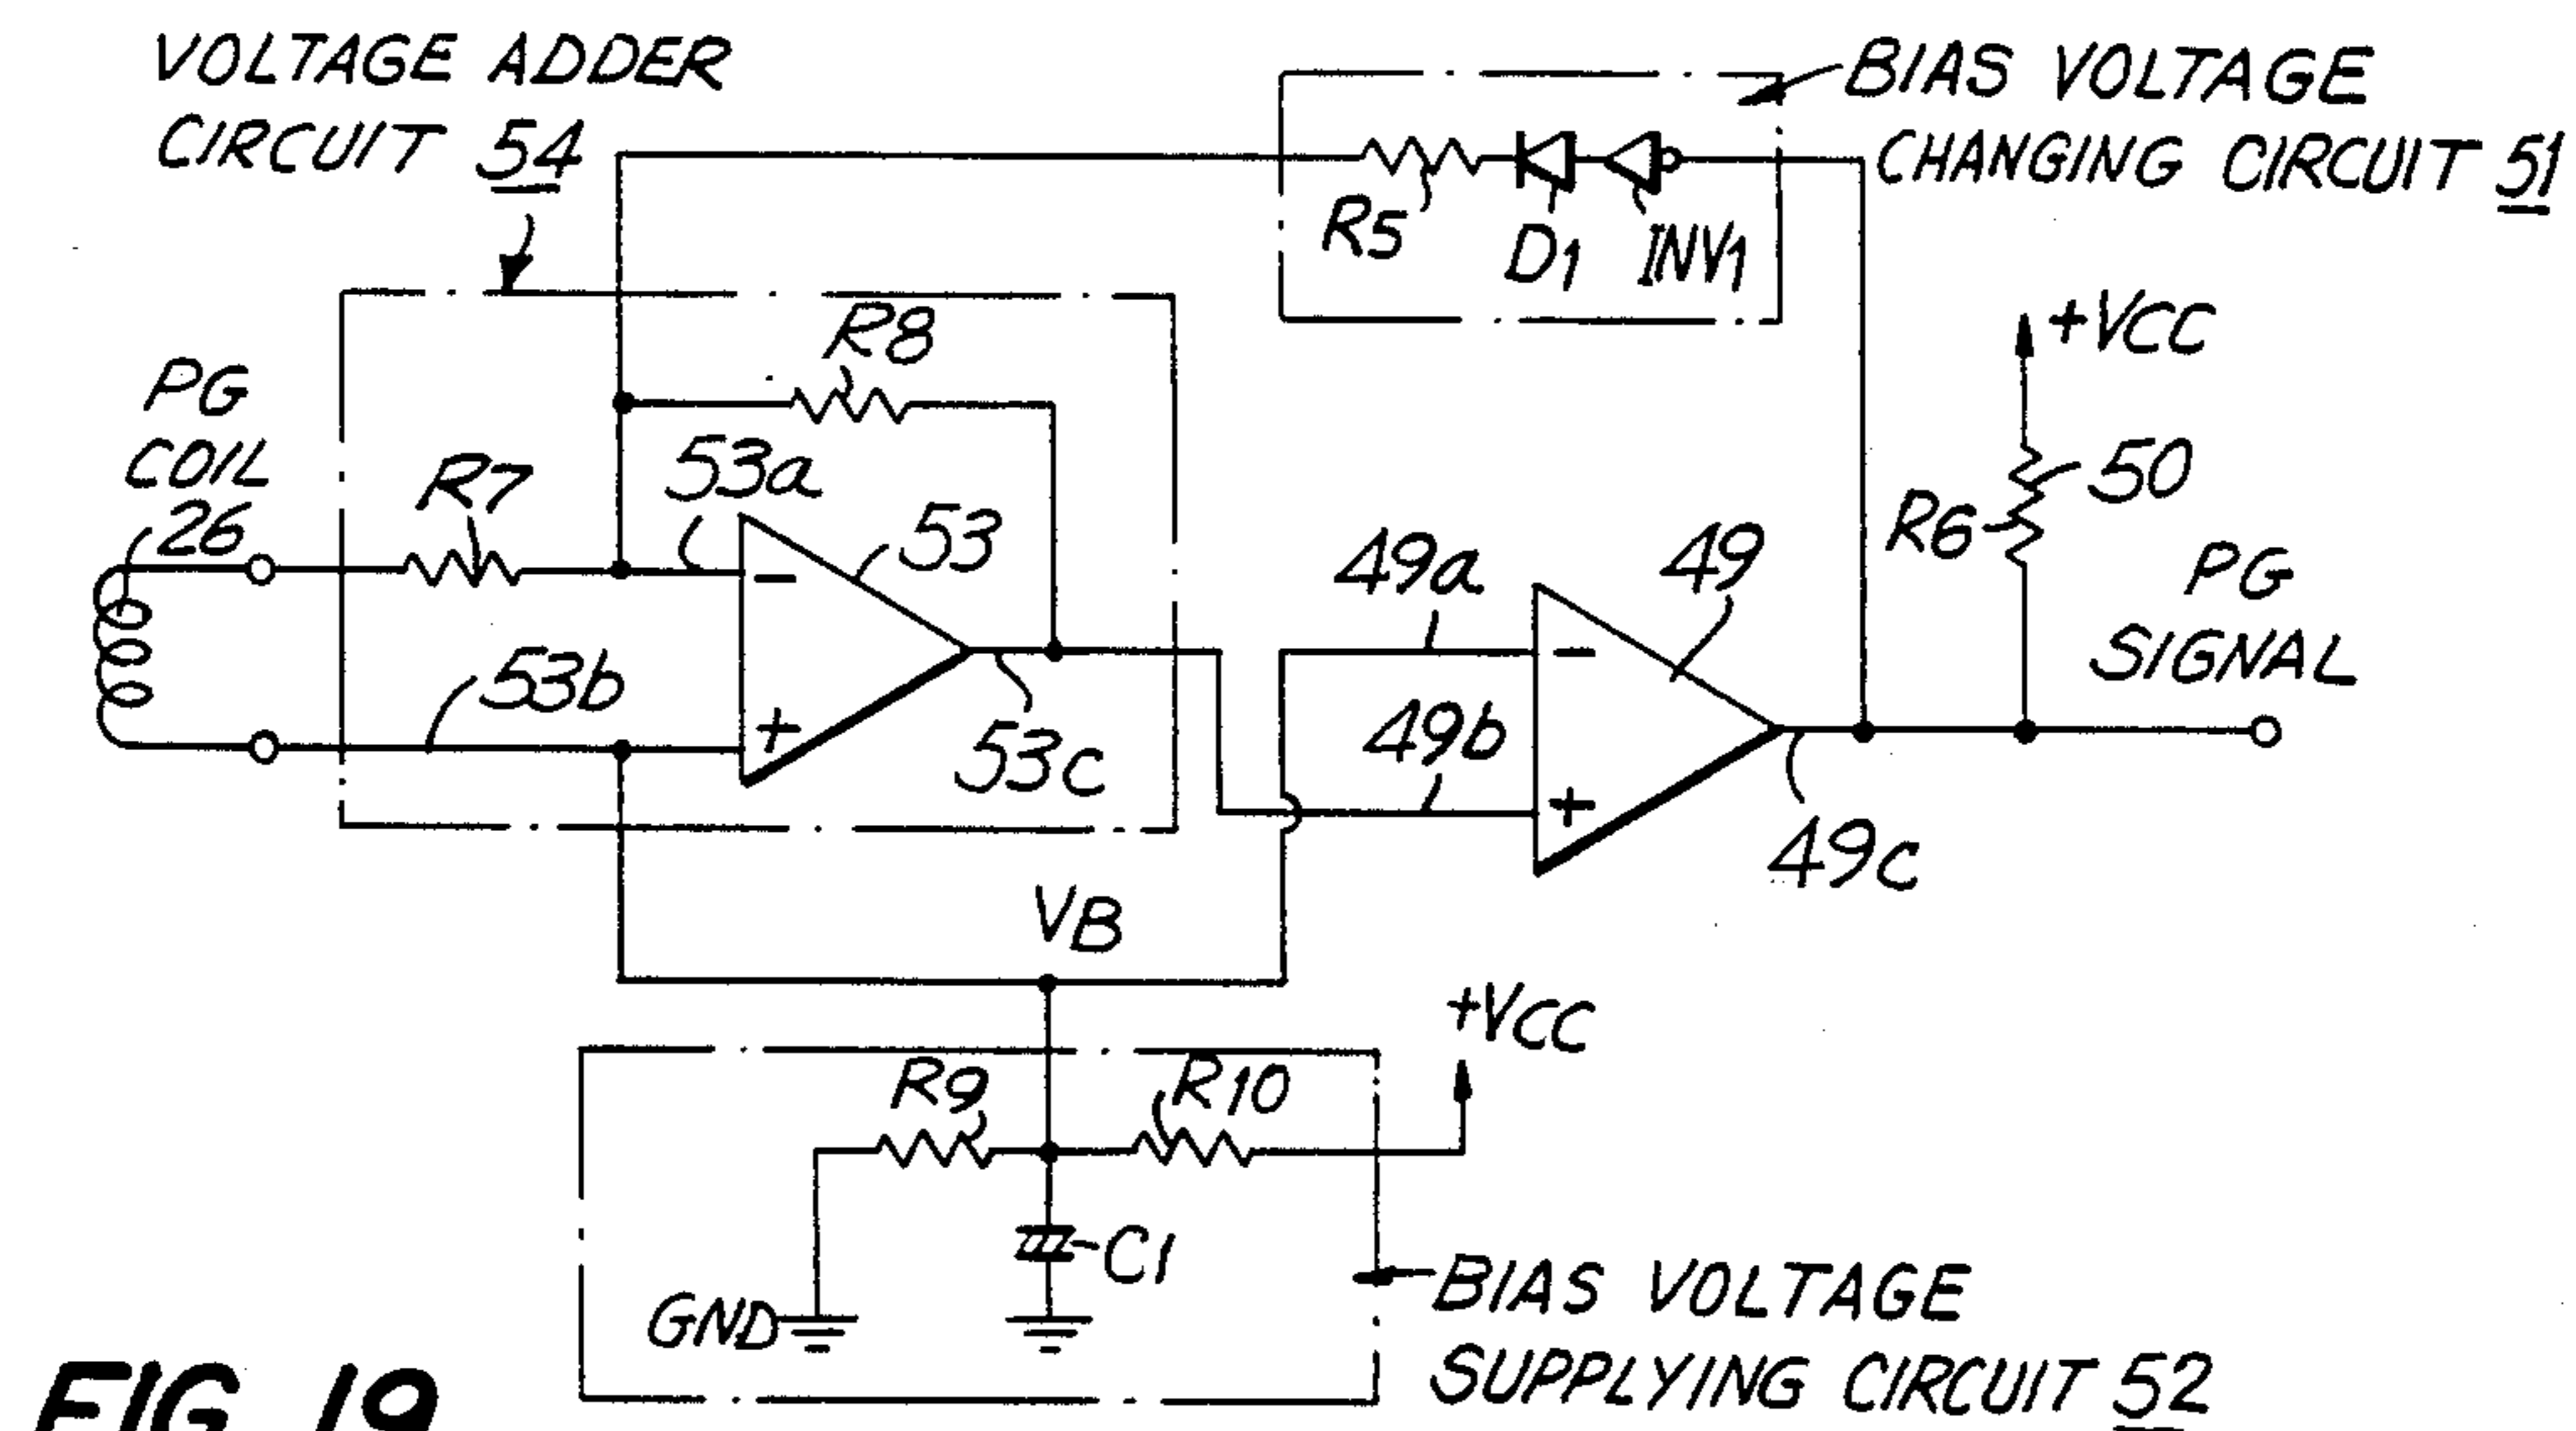 VOLTAGE ADDER
CIRCUIT 54
BIAS VOLTAGE
CHANGING CIRCUIT 51
R5
D1
INV1
R8
+VCC
PG
COIL
26
R7
53a
53
50
R6
49a
49
PG
SIGNAL
53b
53c
49b
49c
VB
+VCC
R9
R10
C1
GND
BIAS VOLTAGE
SUPPLYING CIRCUIT 52
FIG. 19
-
+
-
+